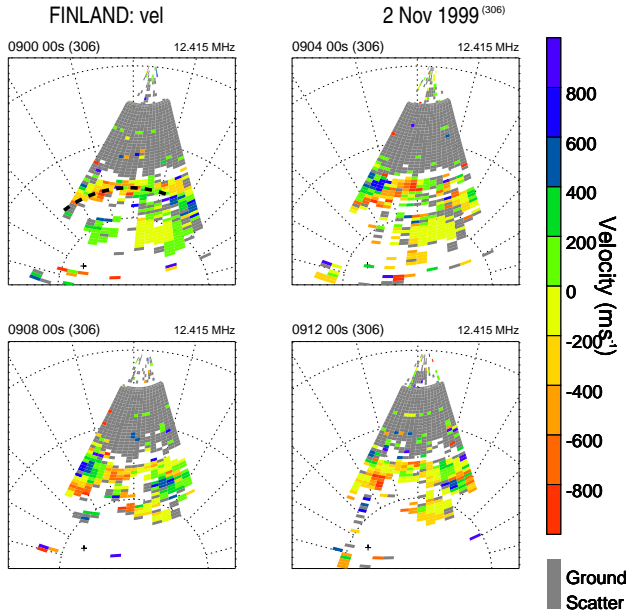 FINLAND: vel
2 Nov 1999 (306)
0900 00s (306) 12.415 MHz
0904 00s (306) 12.415 MHz
0908 00s (306) 12.415 MHz
0912 00s (306) 12.415 MHz
800
600
400
200
0
-200
-400
-600
-800
Velocity (ms⁻¹)
Ground
Scatter